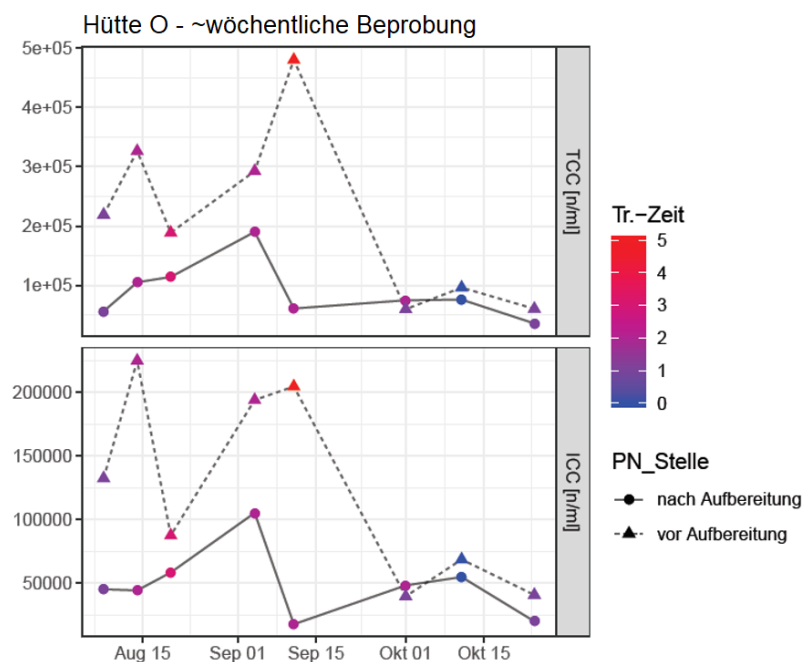 Hütte O - ~wöchentliche Beprobung
5e+05
4e+05
3e+05
2e+05
1e+05
TCC [n/ml]
200000
150000
100000
50000
ICC [n/ml]
Aug 15
Sep 01
Sep 15
Okt 01
Okt 15
Tr.-Zeit
5
4
3
2
1
0
PN_Stelle
nach Aufbereitung
vor Aufbereitung